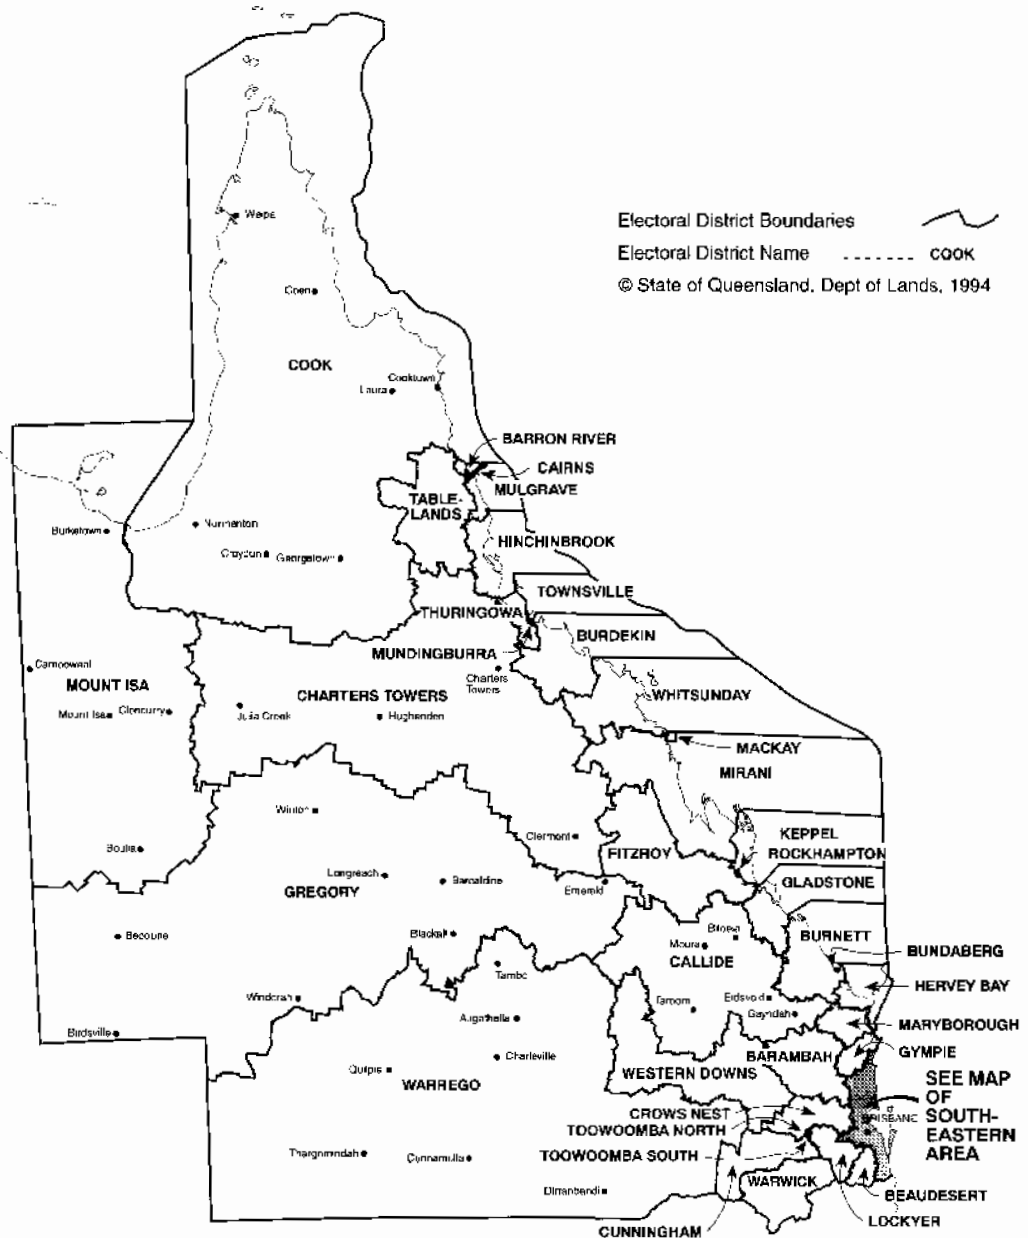 Weipa
Electoral District Boundaries
Electoral District Name COOK
© State of Queensland, Dept of Lands, 1994
Coen
COOK
Cooktown
Laura
BARRON RIVER
CAIRNS
MULGRAVE
TABLE-
LANDS
Burketown
Normanton
Croydon
Georgetown
HINCHINBROOK
TOWNSVILLE
THURINGOWA
BURDEKIN
MUNDINGBURRA
Camooweal
MOUNT ISA
Charters
Towers
CHARTERS TOWERS
WHITSUNDAY
Mount Isa
Cloncurry
Julia Creek
Hughenden
MACKAY
MIRANI
Winton
Clermont
KEPPEL
ROCKHAMPTON
FITZROY
Boulia
Longreach
Barcaldine
GREGORY
Emerald
GLADSTONE
Bedourie
Blackall
Biloela
Moura
CALLIDE
BURNETT
BUNDABERG
Tambo
HERVEY BAY
Windorah
Taroom
Eidsvold
Gayndah
Augathella
MARYBOROUGH
Birdsville
GYMPIE
Charleville
BARAMBAH
Quilpie
WARREGO
WESTERN DOWNS
SEE MAP
OF
SOUTH-
EASTERN
AREA
BRISBANE
CROWS NEST
TOOWOOMBA NORTH
TOOWOOMBA SOUTH
Thargomindah
Cunnamulla
WARWICK
Dirranbandi
BEAUDESERT
LOCKYER
CUNNINGHAM